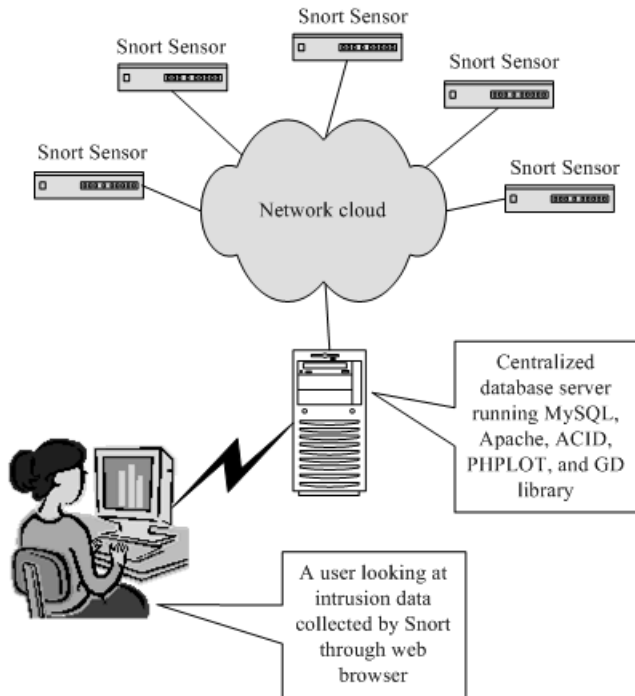 Snort Sensor
Snort Sensor
Snort Sensor
Snort Sensor
Snort Sensor
Network cloud
Centralized
database server
running MySQL,
Apache, ACID,
PHPLOT, and GD
library
A user looking at
intrusion data
collected by Snort
through web
browser